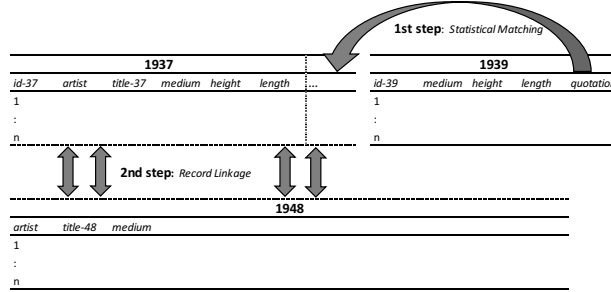 1st step: Statistical Matching
1937
id-37 artist title-37 medium height length ...
1
:
n
1939
id-39 medium height length quotation
1
:
n
2nd step: Record Linkage
1948
artist title-48 medium
1
:
n